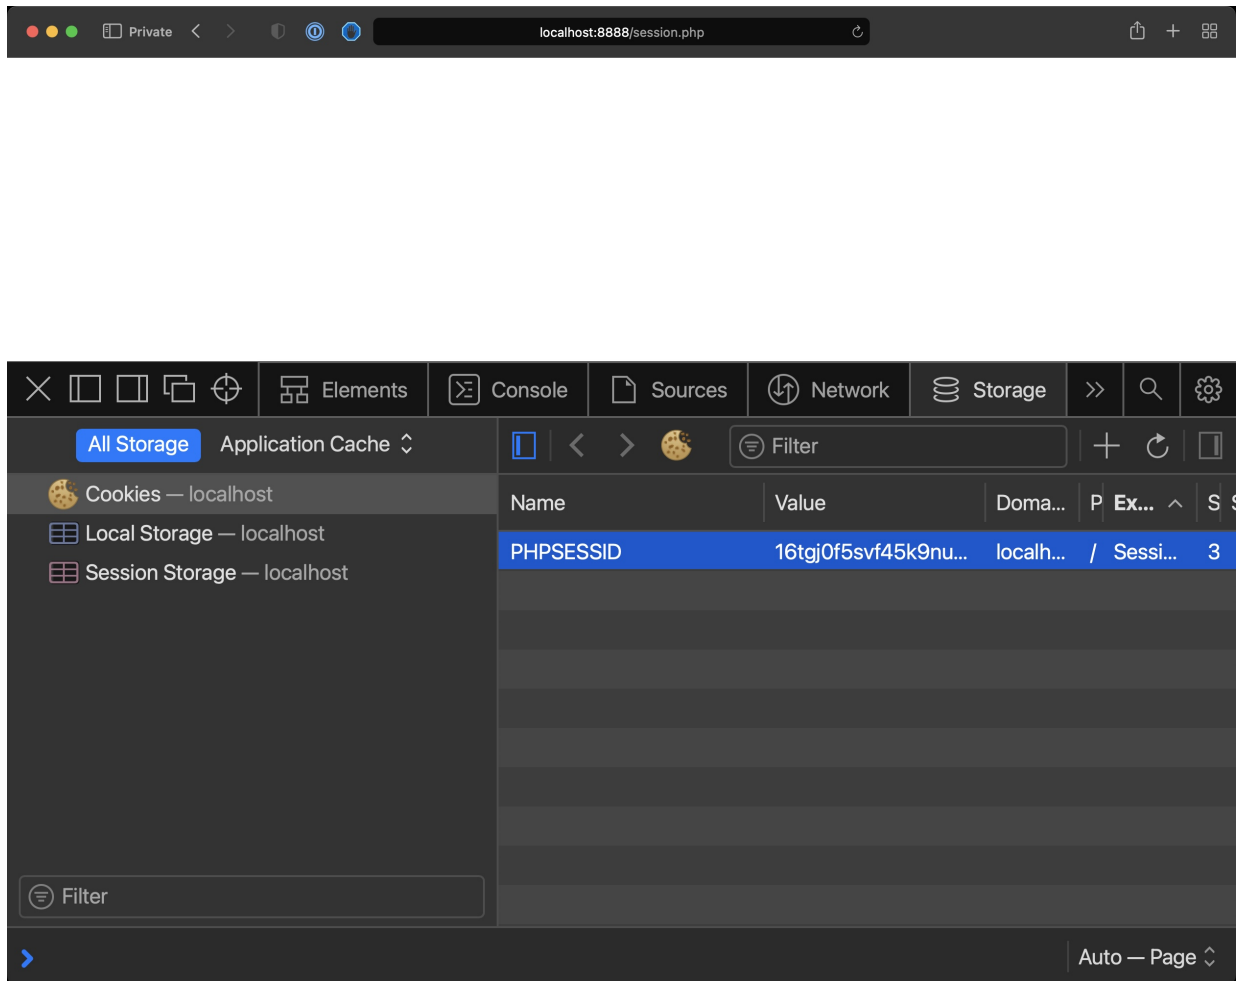 Private localhost:8888/session.php
Elements Console Sources Network Storage
All Storage Application Cache Filter
Cookies — localhost
Local Storage — localhost
Session Storage — localhost
Name Value Doma... P Ex... S S
PHPSESSID 16tgj0f5svf45k9nu... localh... / Sessi... 3
Filter
Auto — Page